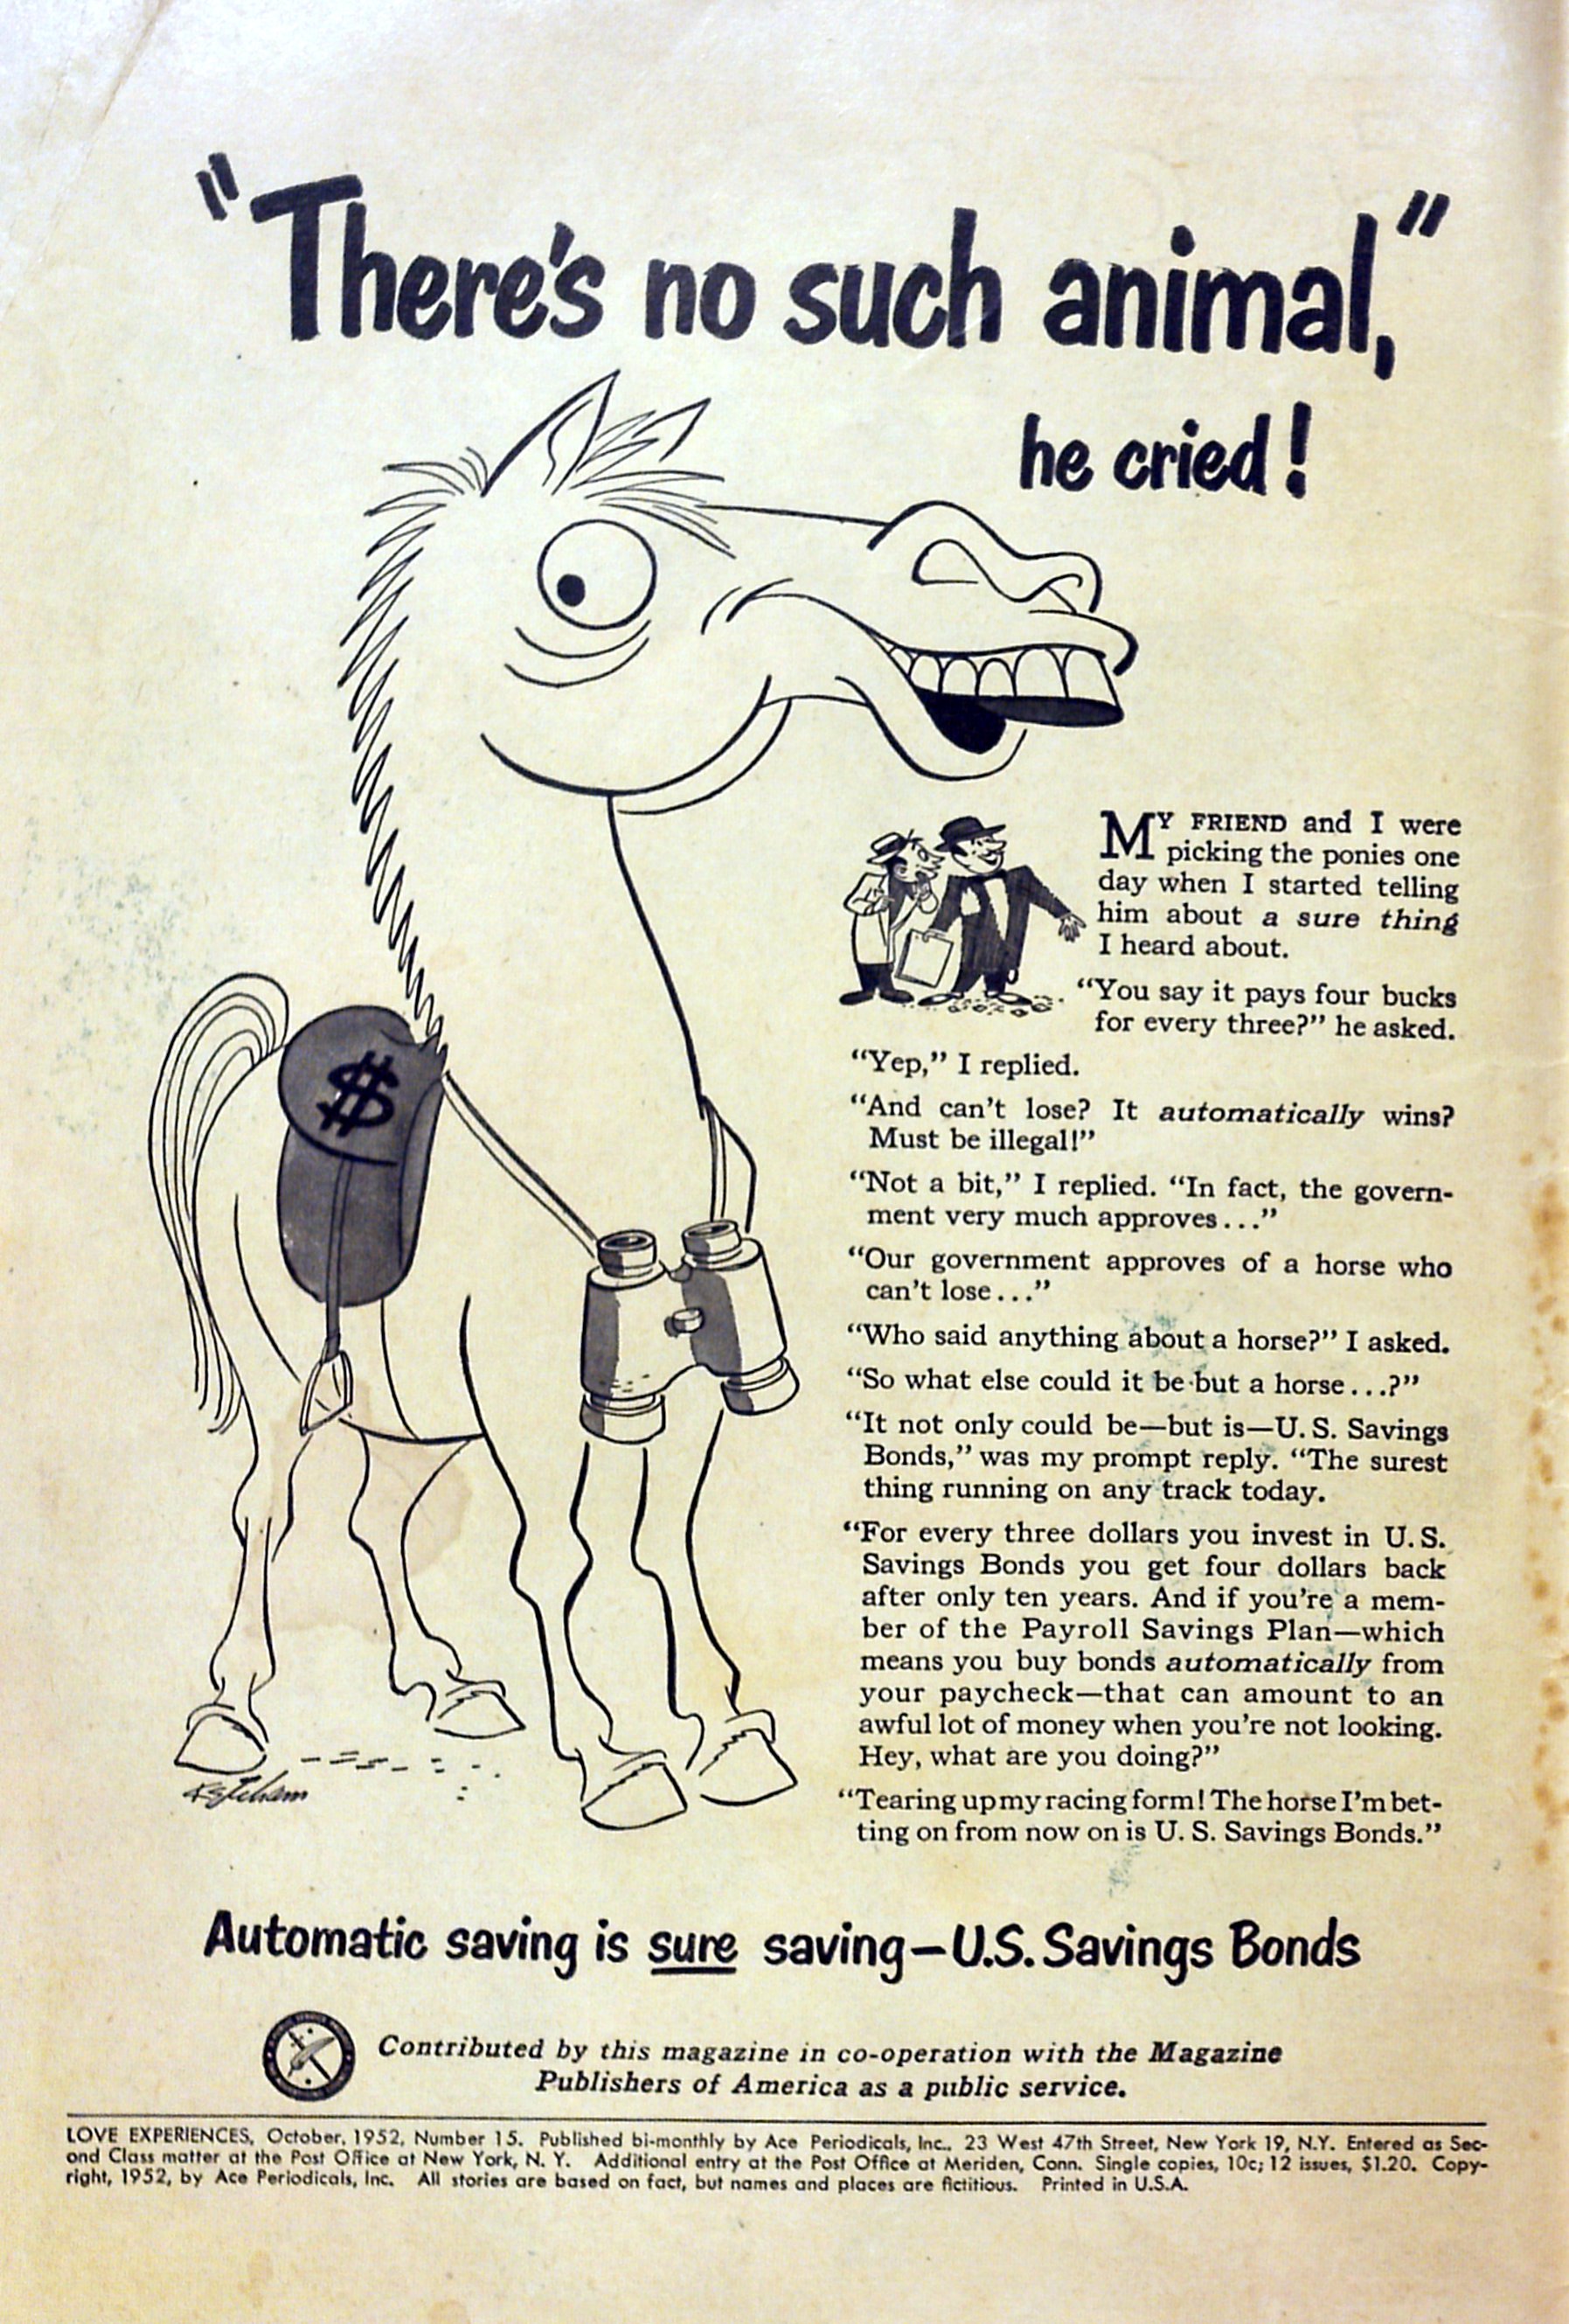 "There's no such animal,"
he cried!
MY FRIEND and I were
picking the ponies one
day when I started telling
him about a sure thing
I heard about.
"You say it pays four bucks
for every three?" he asked.
"Yep," I replied.
"And can't lose? It automatically wins?
Must be illegal!"
"Not a bit," I replied. "In fact, the govern-
ment very much approves..."
"Our government approves of a horse who
can't lose..."
"Who said anything about a horse?" I asked.
"So what else could it be but a horse...?"
"It not only could be—but is—U. S. Savings
Bonds," was my prompt reply. "The surest
thing running on any track today.
"For every three dollars you invest in U. S.
Savings Bonds you get four dollars back
after only ten years. And if you're a mem-
ber of the Payroll Savings Plan—which
means you buy bonds automatically from
your paycheck—that can amount to an
awful lot of money when you're not looking.
Hey, what are you doing?"
"Tearing up my racing form! The horse I'm bet-
ting on from now on is U. S. Savings Bonds."
$
Ketcham
Automatic saving is sure saving—U.S. Savings Bonds
Contributed by this magazine in co-operation with the Magazine
Publishers of America as a public service.
LOVE EXPERIENCES, October, 1952, Number 15. Published bi-monthly by Ace Periodicals, Inc., 23 West 47th Street, New York 19, N.Y. Entered as Sec-
ond Class matter at the Post Office at New York, N. Y. Additional entry at the Post Office at Meriden, Conn. Single copies, 10c; 12 issues, $1.20. Copy-
right, 1952, by Ace Periodicals, Inc. All stories are based on fact, but names and places are fictitious. Printed in U.S.A.